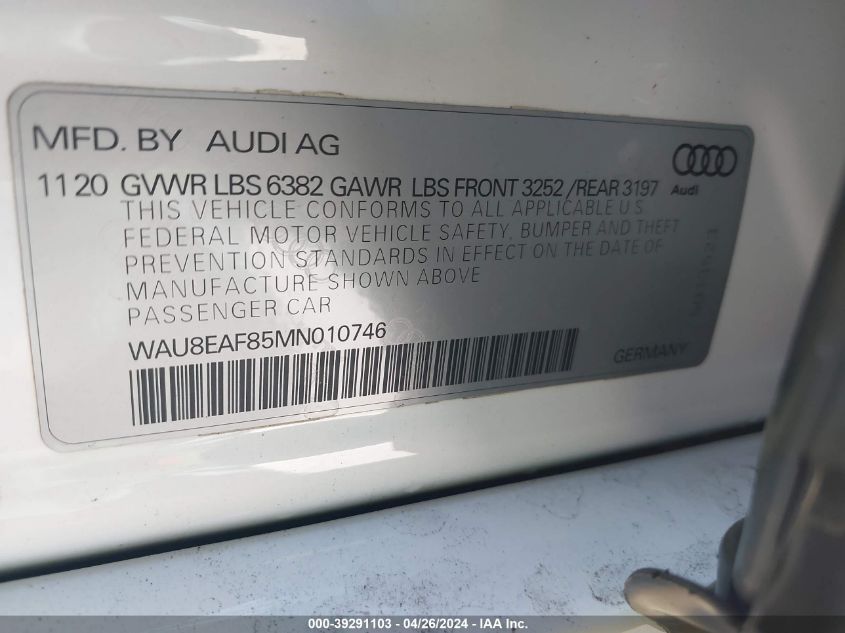 MFD. BY AUDI AG
1120 GVWR LBS 6382 GAWR LBS FRONT 3252 /REAR 3197
Audi
THIS VEHICLE CONFORMS TO ALL APPLICABLE U S
FEDERAL MOTOR VEHICLE SAFETY, BUMPER AND THEFT
PREVENTION STANDARDS IN EFFECT ON THE DATE OF
MANUFACTURE SHOWN ABOVE
PASSENGER CAR
WAU8EAF85MN010746
GERMANY
000-39291103 - 04/26/2024 - IAA Inc.